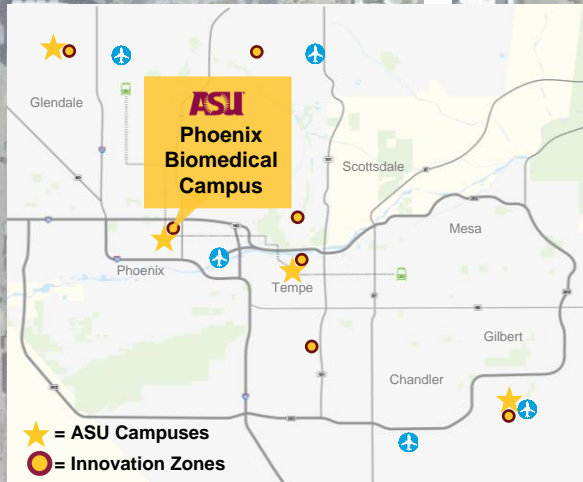 Glendale
ASU
Phoenix
Biomedical
Campus
Scottsdale
Mesa
Phoenix
Tempe
Gilbert
Chandler
= ASU Campuses
= Innovation Zones